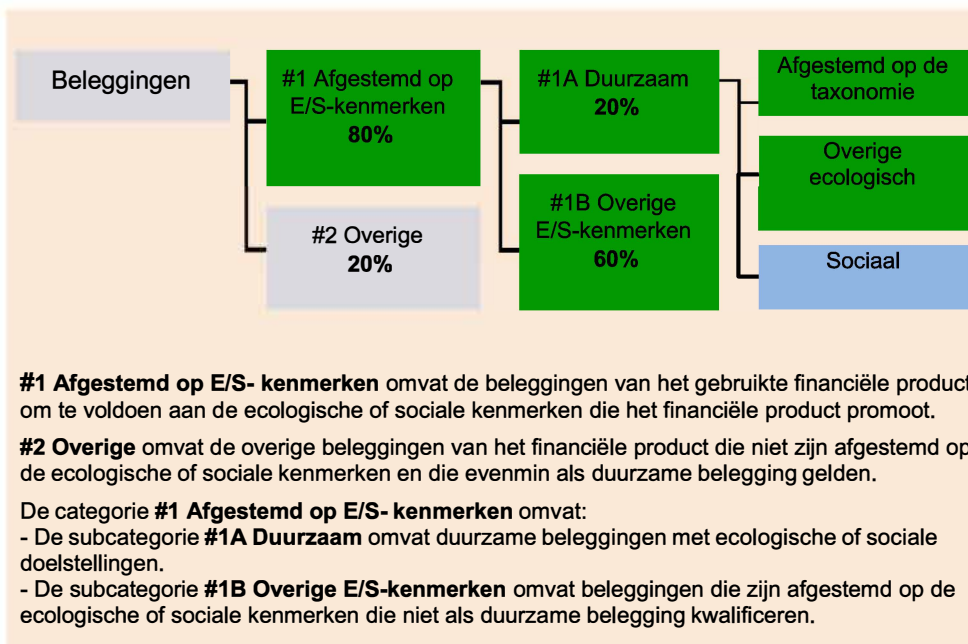 Beleggingen
#1 Afgestemd op
E/S-kenmerken
80%
#2 Overige
20%
#1A Duurzaam
20%
#1B Overige
E/S-kenmerken
60%
Afgestemd op de
taxonomie
Overige
ecologisch
Sociaal
#1 Afgestemd op E/S- kenmerken omvat de beleggingen van het gebruikte financiële product
om te voldoen aan de ecologische of sociale kenmerken die het financiële product promoot.
#2 Overige omvat de overige beleggingen van het financiële product die niet zijn afgestemd op
de ecologische of sociale kenmerken en die evenmin als duurzame belegging gelden.
De categorie #1 Afgestemd op E/S- kenmerken omvat:
- De subcategorie #1A Duurzaam omvat duurzame beleggingen met ecologische of sociale
doelstellingen.
- De subcategorie #1B Overige E/S-kenmerken omvat beleggingen die zijn afgestemd op de
ecologische of sociale kenmerken die niet als duurzame belegging kwalificeren.